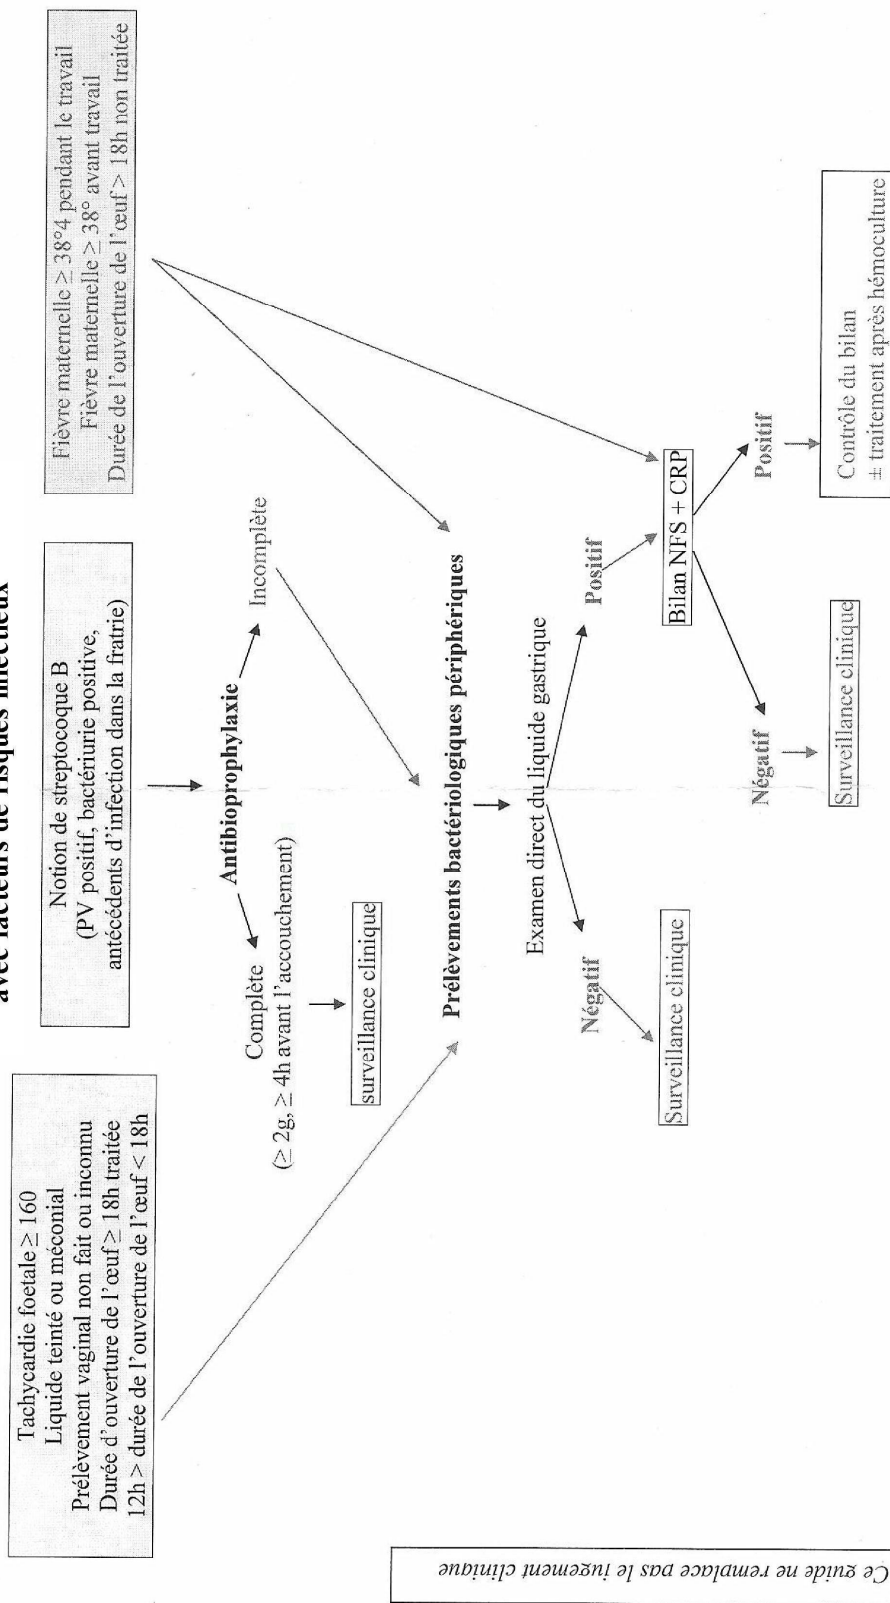 avec facteurs de risques infectieux
Tachycardie foetale ≥ 160
Liquide teinté ou méconial
Prélèvement vaginal non fait ou inconnu
Durée d'ouverture de l'œuf ≥ 18h traitée
12h > durée de l'ouverture de l'œuf < 18h
Notion de streptocoque B
(PV positif, bactériurie positive,
antécédents d'infection dans la fratrie)
Fièvre maternelle ≥ 38°4 pendant le travail
Fièvre maternelle ≥ 38° avant travail
Durée de l'ouverture de l'œuf > 18h non traitée
Antibioprophylaxie
Complète
(≥ 2g, ≥ 4h avant l'accouchement)
Incomplète
surveillance clinique
Prélèvements bactériologiques périphériques
Examen direct du liquide gastrique
Négatif
Positif
Surveillance clinique
Bilan NFS + CRP
Négatif
Positif
Surveillance clinique
Contrôle du bilan
± traitement après hémoculture
Ce guide ne remplace pas le jugement clinique